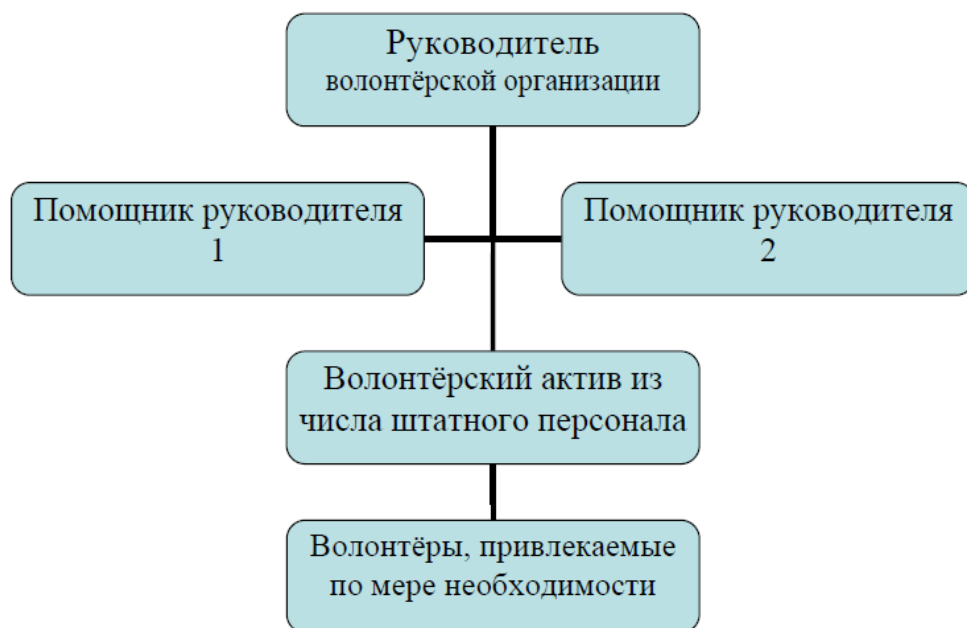 Руководитель
волонтёрской организации
Помощник руководителя
1
Помощник руководителя
2
Волонтёрский актив из
числа штатного персонала
Волонтёры, привлекаемые
по мере необходимости